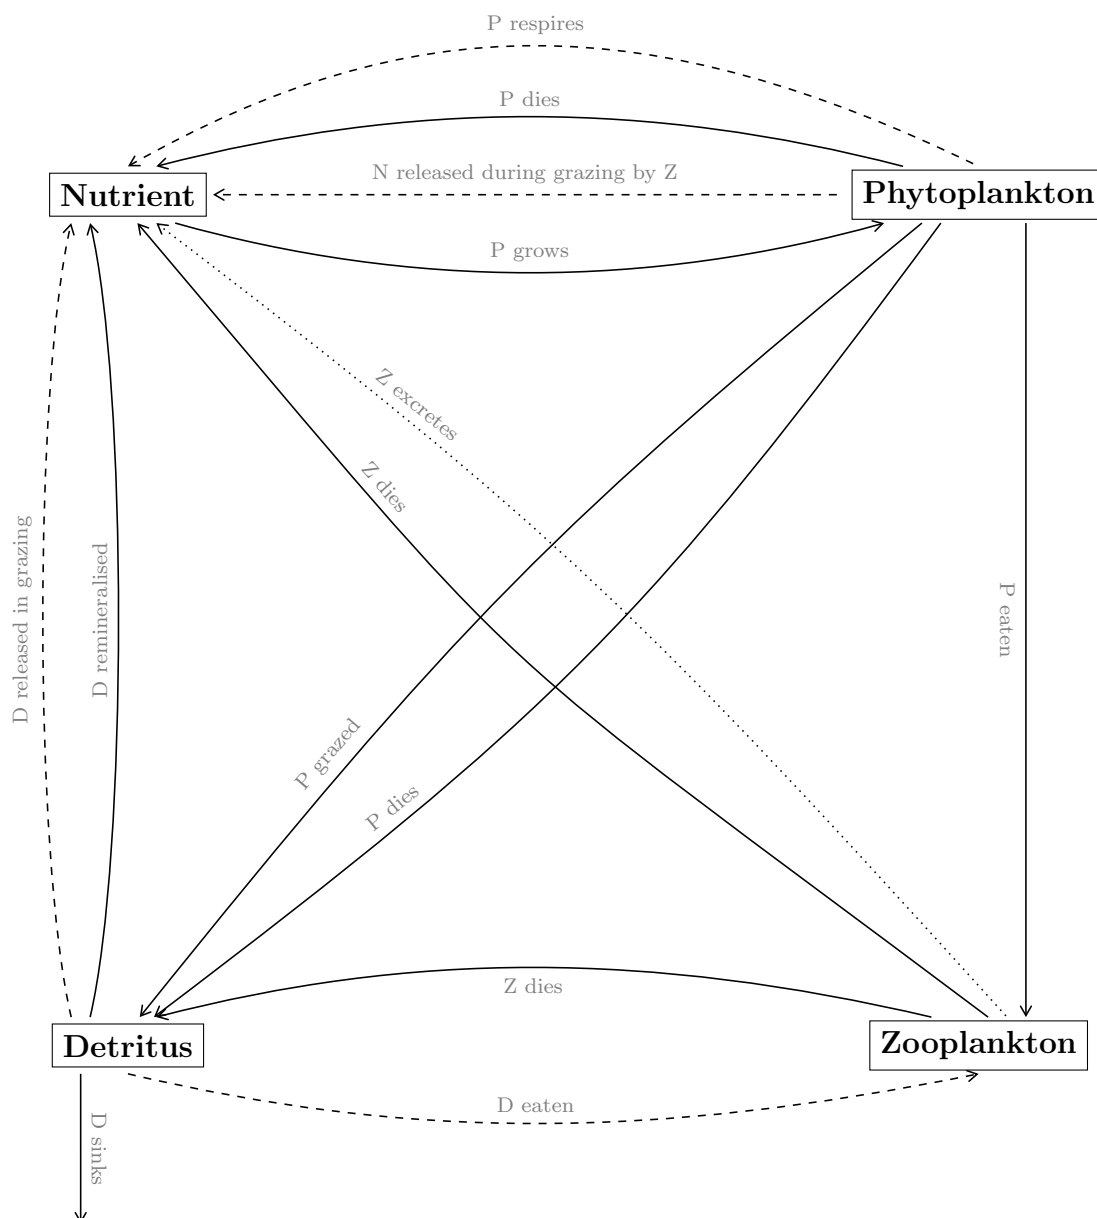 P respires
P dies
N released during grazing by Z
Nutrient
Phytoplankton
P grows
Z excretes
Z dies
D released in grazing
D remineralised
P eaten
P grazed
P dies
Z dies
Detritus
Zooplankton
D eaten
D sinks